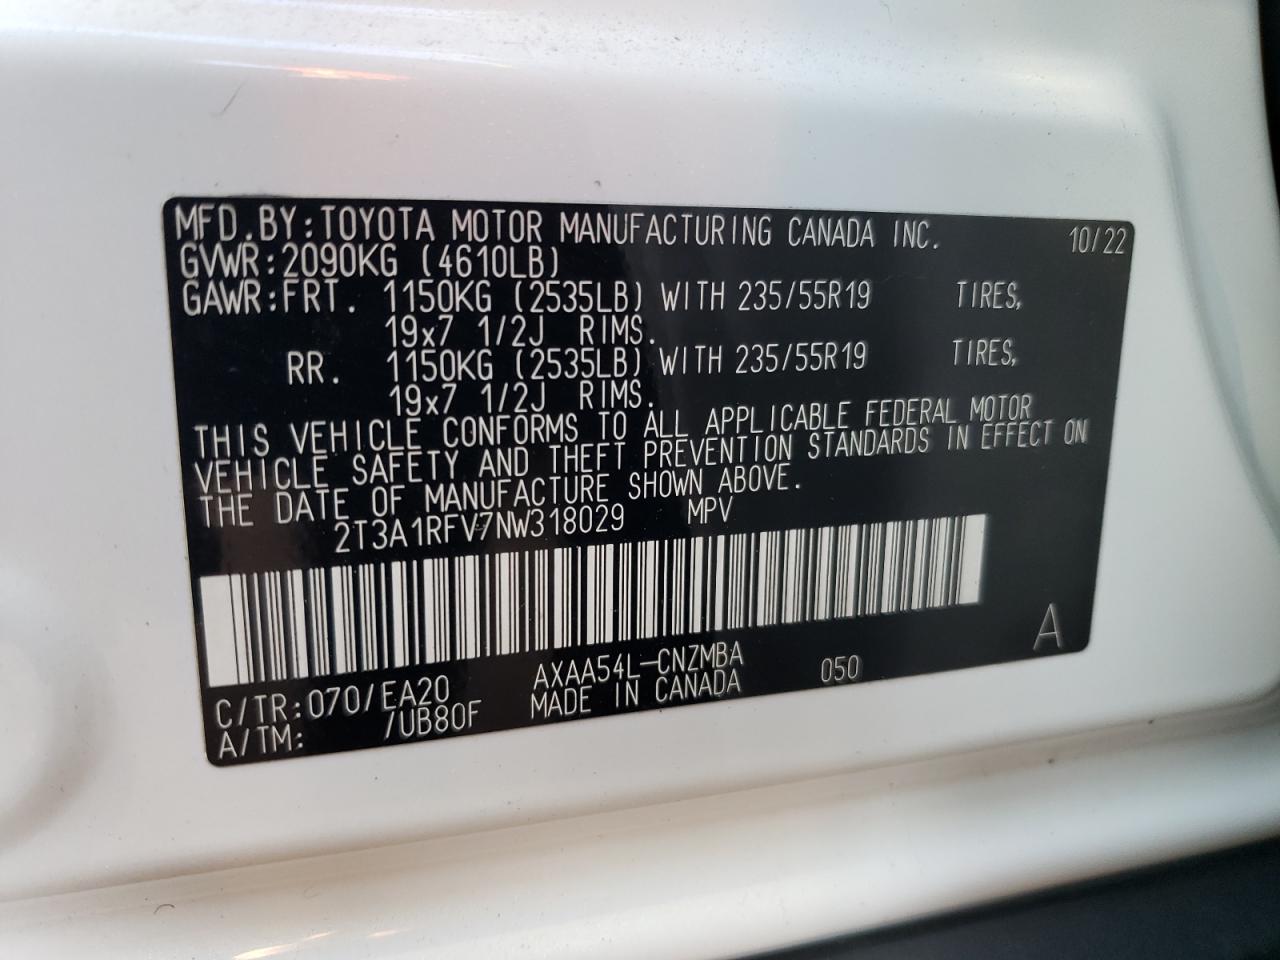 MFD.BY:TOYOTA MOTOR MANUFACTURING CANADA INC. 10/22
GVWR:2090KG (4610LB)
GAWR:FRT. 1150KG (2535LB) WITH 235/55R19 TIRES,
19x7 1/2J RIMS.
RR. 1150KG (2535LB) WITH 235/55R19 TIRES,
19x7 1/2J RIMS.
THIS VEHICLE CONFORMS TO ALL APPLICABLE FEDERAL MOTOR
VEHICLE SAFETY AND THEFT PREVENTION STANDARDS IN EFFECT ON
THE DATE OF MANUFACTURE SHOWN ABOVE.
2T3A1RFV7NW318029 MPV
C/TR:070/EA20 AXAA54L-CNZMBA 050 A
A/TM: /UB80F MADE IN CANADA